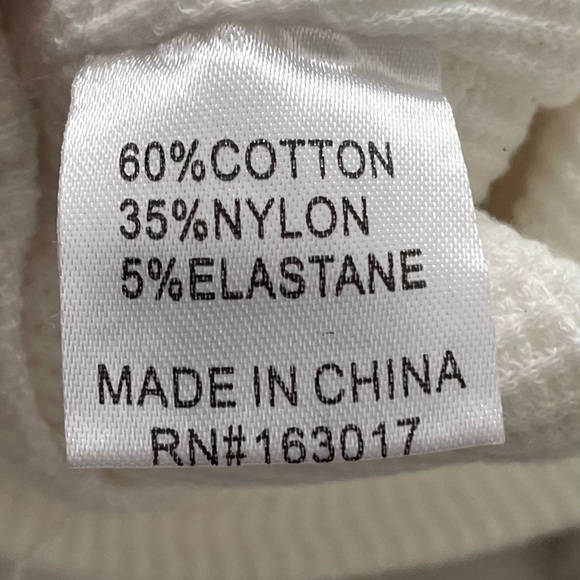 60%COTTON
35%NYLON
5%ELASTANE
MADE IN CHINA
RN#163017